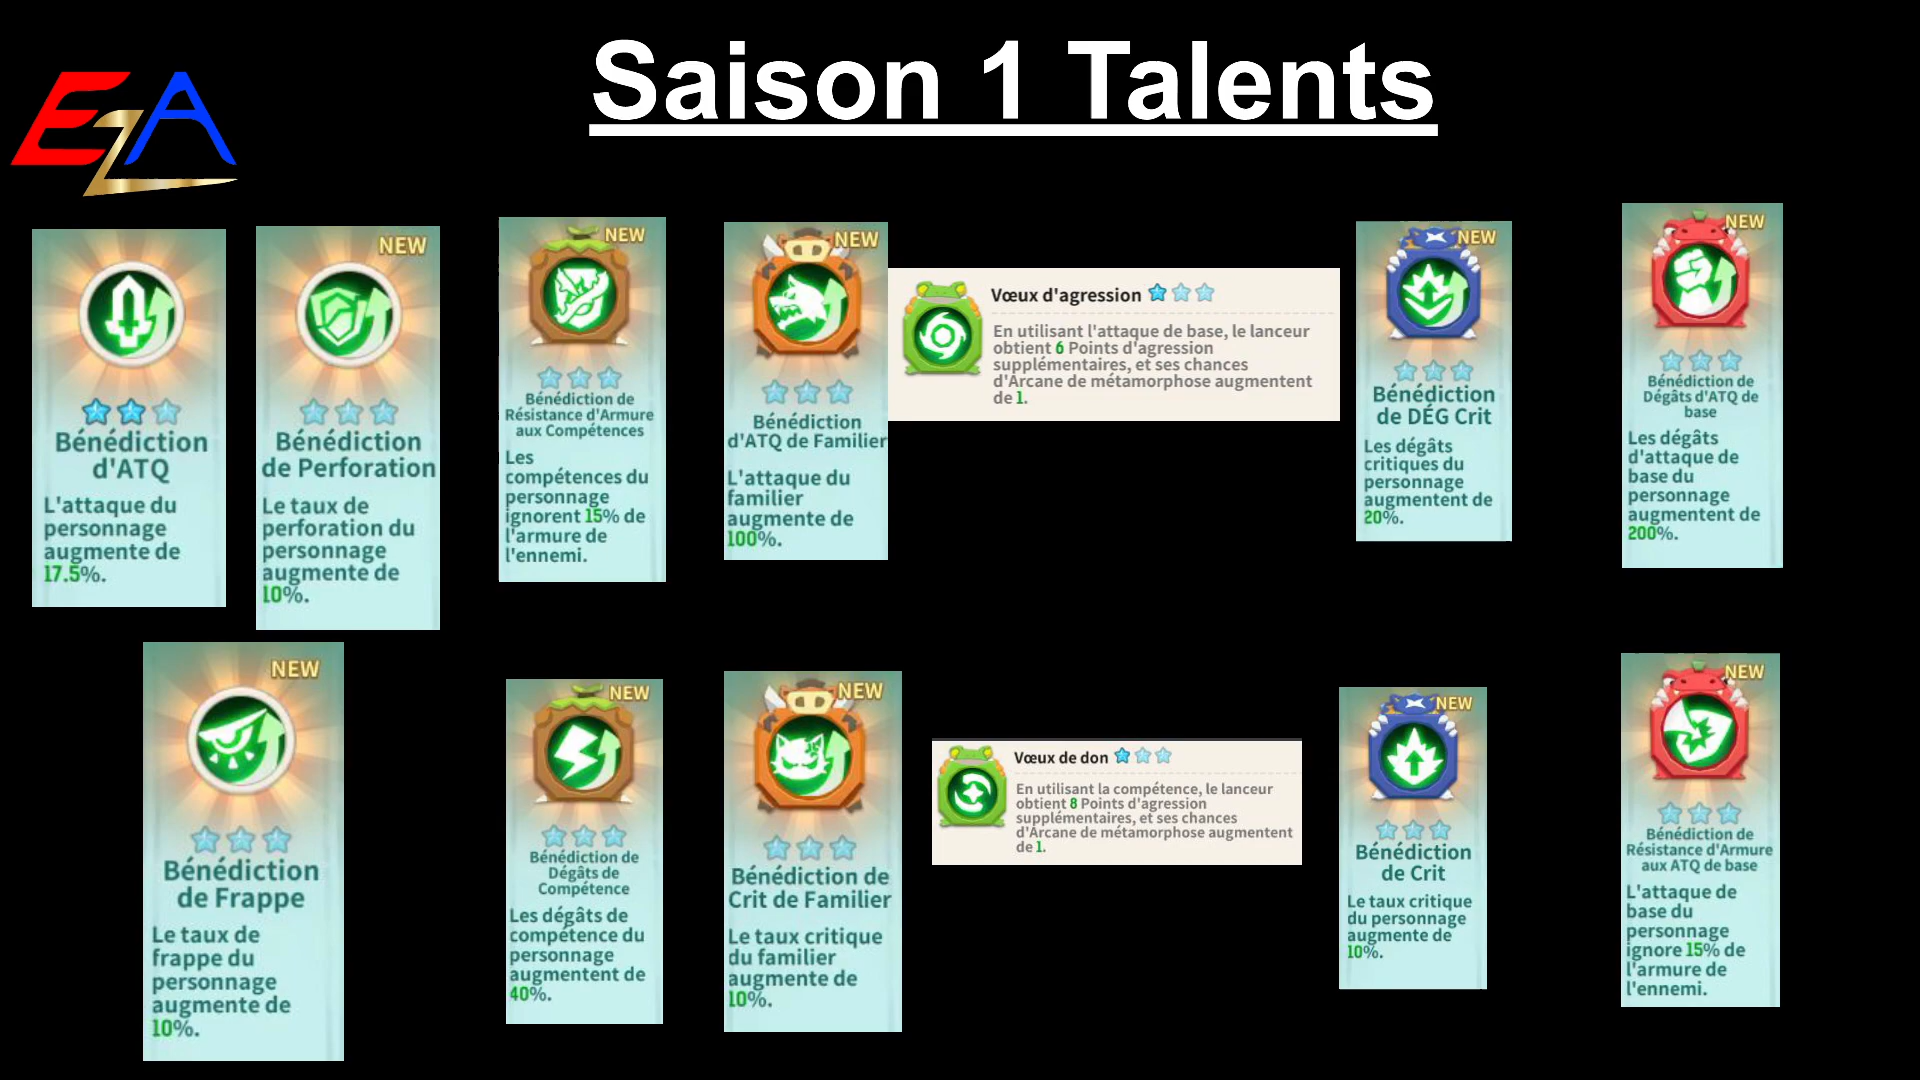 Saison 1 Talents
EZA
Bénédiction
d'ATQ
L'attaque du
personnage
augmente de
17.5%.
NEW
Bénédiction
de Perforation
Le taux de
perforation du
personnage
augmente de
10%.
NEW
Bénédiction de
Résistance d'Armure
aux Compétences
Les
compétences du
personnage
ignorent 15% de
l'armure de
l'ennemi.
NEW
Bénédiction
d'ATQ de Familier
L'attaque du
familier
augmente de
100%.
Vœux d'agression
En utilisant l'attaque de base, le lanceur
obtient 6 Points d'agression
supplémentaires, et ses chances
d'Arcane de métamorphose augmentent
de 1.
NEW
Bénédiction
de DÉG Crit
Les dégâts
critiques du
personnage
augmentent de
20%.
NEW
Bénédiction de
Dégâts d'ATQ de
base
Les dégâts
d'attaque de
base du
personnage
augmentent de
200%.
NEW
Bénédiction
de Frappe
Le taux de
frappe du
personnage
augmente de
10%.
NEW
Bénédiction de
Dégâts de
Compétence
Les dégâts de
compétence du
personnage
augmentent de
40%.
NEW
Bénédiction de
Crit de Familier
Le taux critique
du familier
augmente de
10%.
Vœux de don
En utilisant la compétence, le lanceur
obtient 8 Points d'agression
supplémentaires, et ses chances
d'Arcane de métamorphose augmentent
de 1.
NEW
Bénédiction
de Crit
Le taux critique
du personnage
augmente de
10%.
NEW
Bénédiction de
Résistance d'Armure
aux ATQ de base
L'attaque de
base du
personnage
ignore 15% de
l'armure de
l'ennemi.